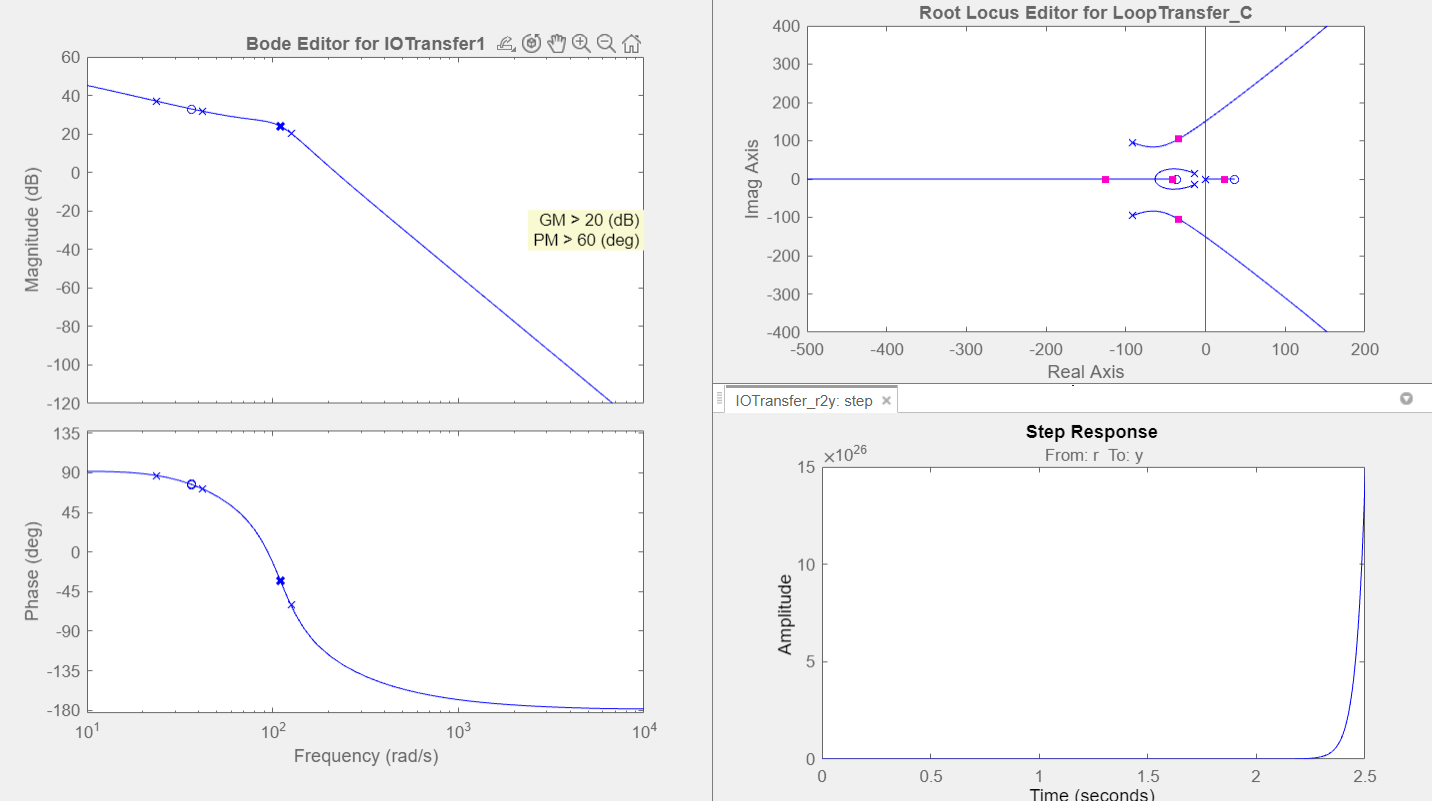 Bode Editor for IOTransfer1
60
40
20
0
-20
-40
-60
-80
-100
-120
Magnitude (dB)
GM > 20 (dB)
PM > 60 (deg)
135
90
45
0
-45
-90
-135
-180
Phase (deg)
10^1 10^2 10^3 10^4
Frequency (rad/s)
Root Locus Editor for LoopTransfer_C
400
300
200
100
0
-100
-200
-300
-400
Imag Axis
-500 -400 -300 -200 -100 0 100 200
Real Axis
IOTransfer_r2y: step ×
Step Response
From: r To: y
×10^26
15
10
5
0
Amplitude
0 0.5 1 1.5 2 2.5
Time (seconds)